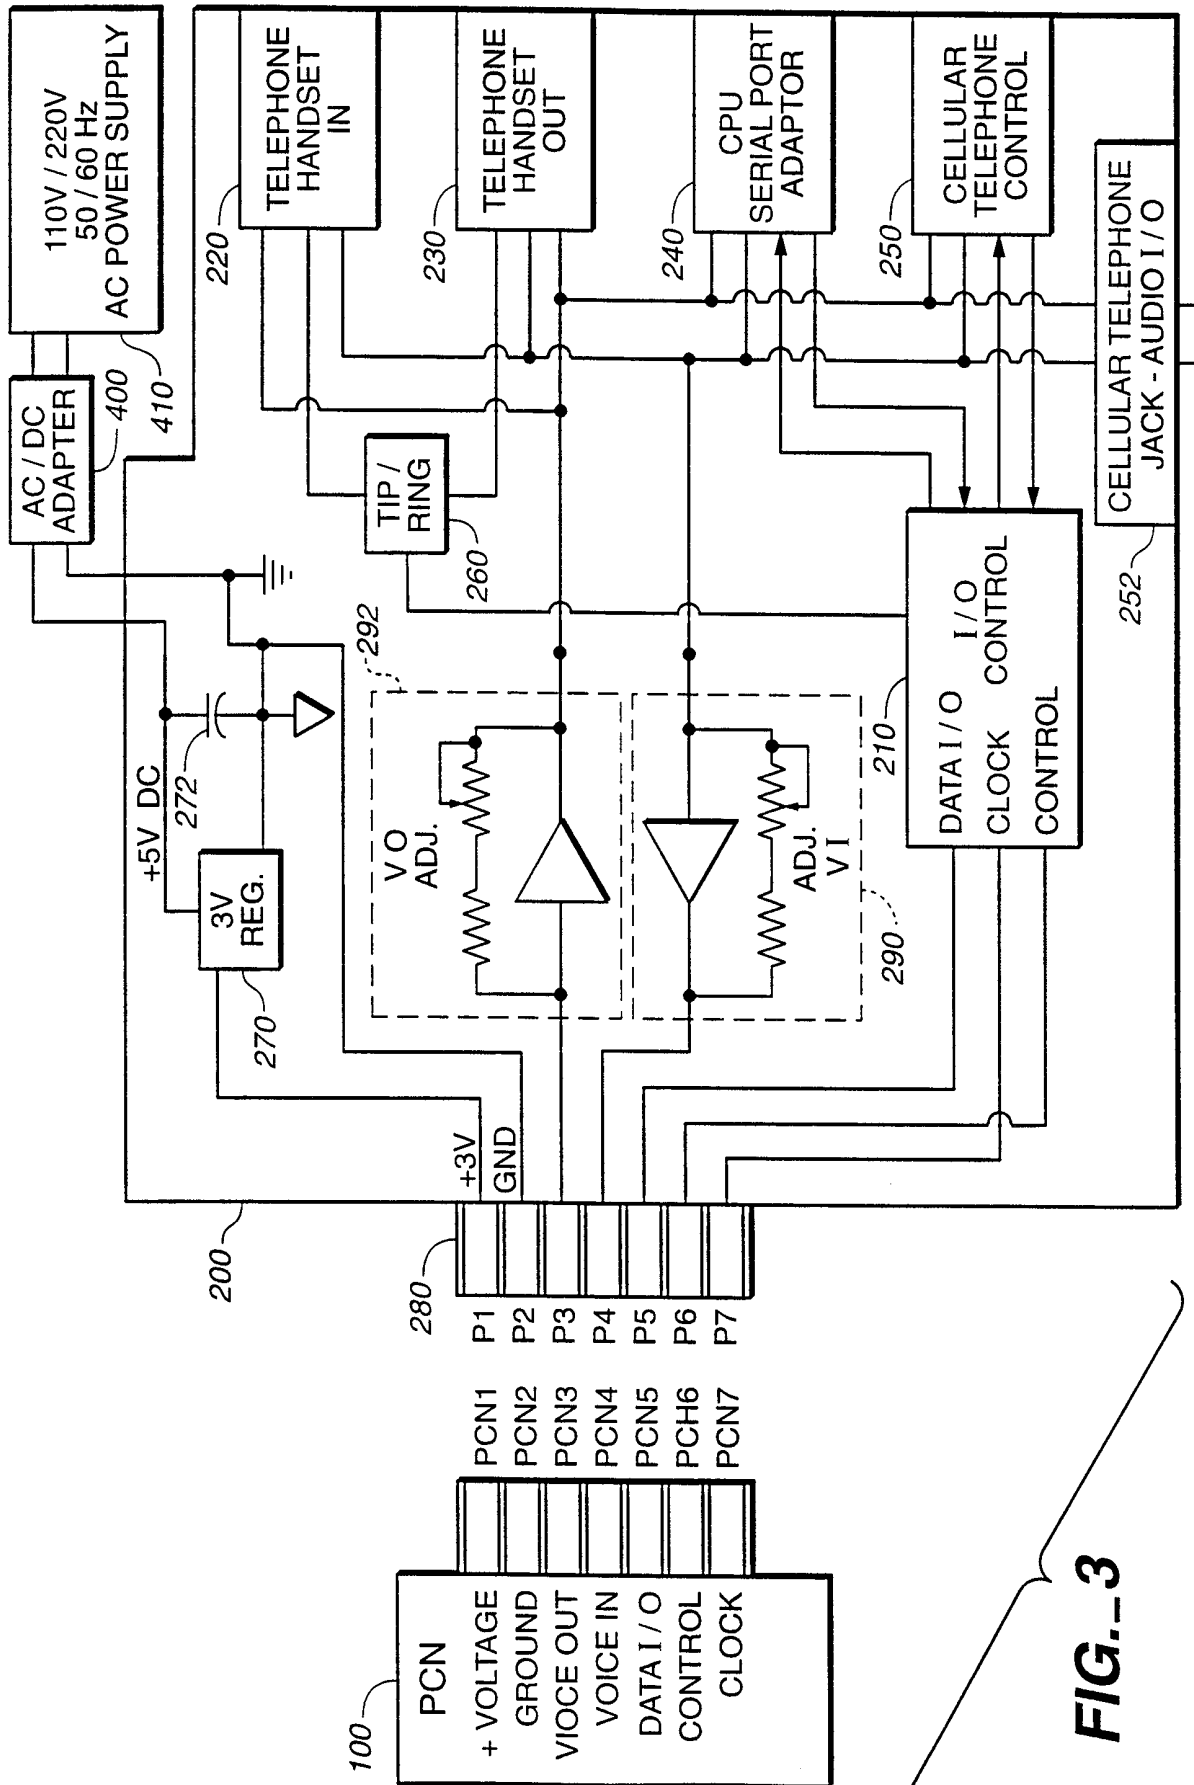 110V / 220V
50 / 60 Hz
AC POWER SUPPLY
410
AC / DC
ADAPTER
400
TELEPHONE
HANDSET
IN
220
TELEPHONE
HANDSET
OUT
230
CPU
SERIAL PORT
ADAPTOR
240
CELLULAR
TELEPHONE
CONTROL
250
CELLLULAR TELEPHONE
JACK - AUDIO I / O
252
TIP /
RING
260
+5V DC
272
3V
REG.
270
292
V O
ADJ.
ADJ.
V I
290
210
DATA I / O
CLOCK
CONTROL
I / O
CONTROL
+3V
GND
200
280
P1
P2
P3
P4
P5
P6
P7
PCN1
PCN2
PCN3
PCN4
PCN5
PCH6
PCN7
100
PCN
+ VOLTAGE
GROUND
VIOCE OUT
VOICE IN
DATA I / O
CONTROL
CLOCK
FIG._3